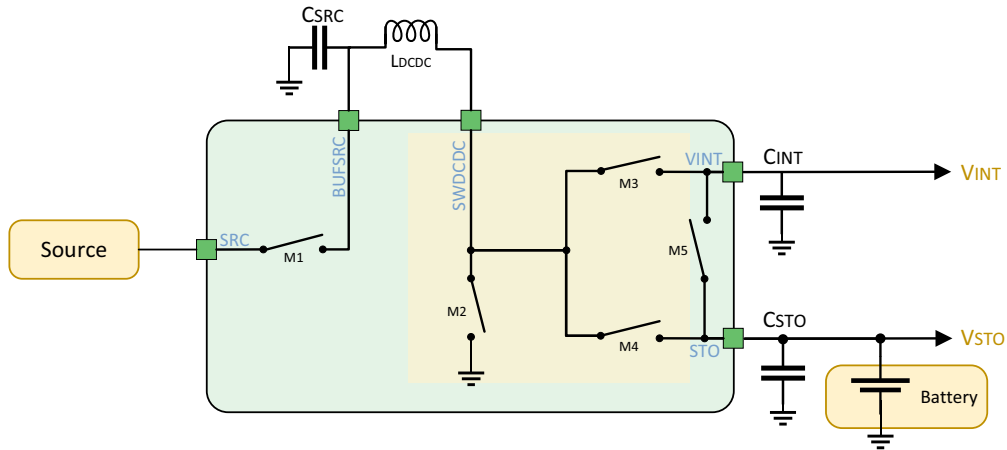 CSRC
LDCDC
BUFSRC
SWDCDC
VINT
CINT
VINT
M3
Source
SRC
M1
M5
M2
CSTO
VSTO
M4
STO
Battery